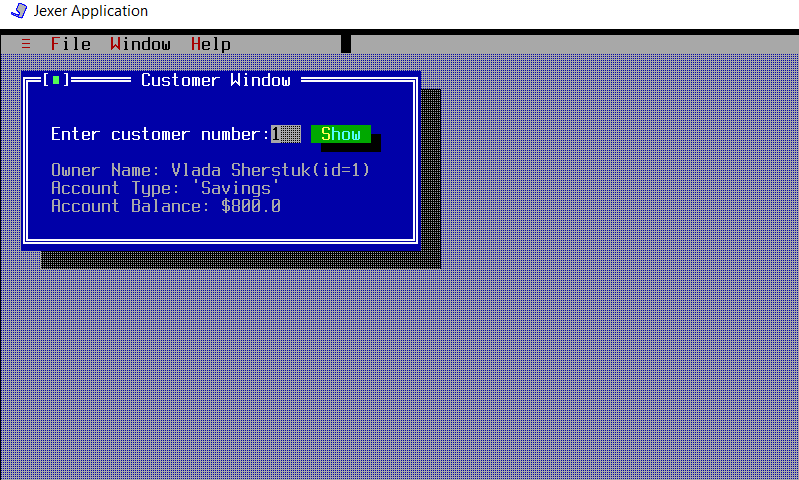 Jexer Application
≡ File Window Help
[■] Customer Window
Enter customer number:1 Show
Owner Name: Vlada Sherstuk(id=1)
Account Type: 'Savings'
Account Balance: $800.0